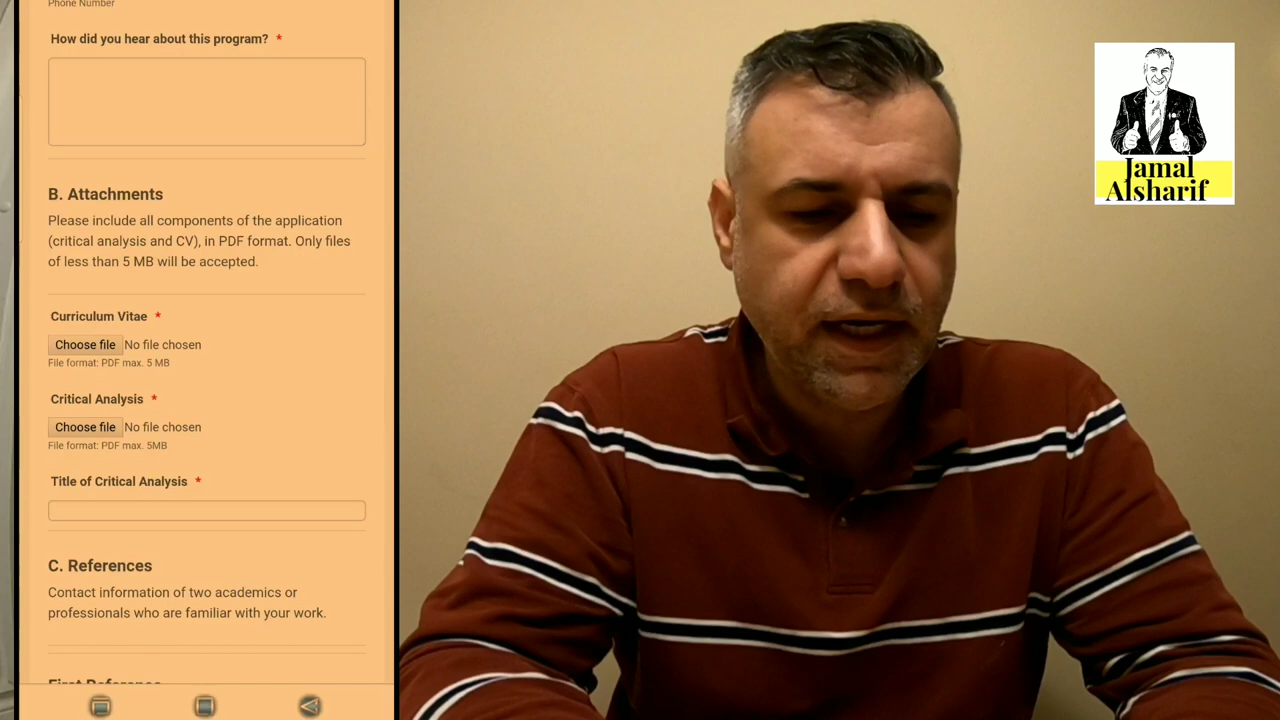 Phone Number
How did you hear about this program? *
B. Attachments
Please include all components of the application
(critical analysis and CV), in PDF format. Only files
of less than 5 MB will be accepted.
Curriculum Vitae *
Choose file No file chosen
File format: PDF max. 5 MB
Critical Analysis *
Choose file No file chosen
File format: PDF max. 5MB
Title of Critical Analysis *
C. References
Contact information of two academics or
professionals who are familiar with your work.
First Reference
Jamal
Alsharif